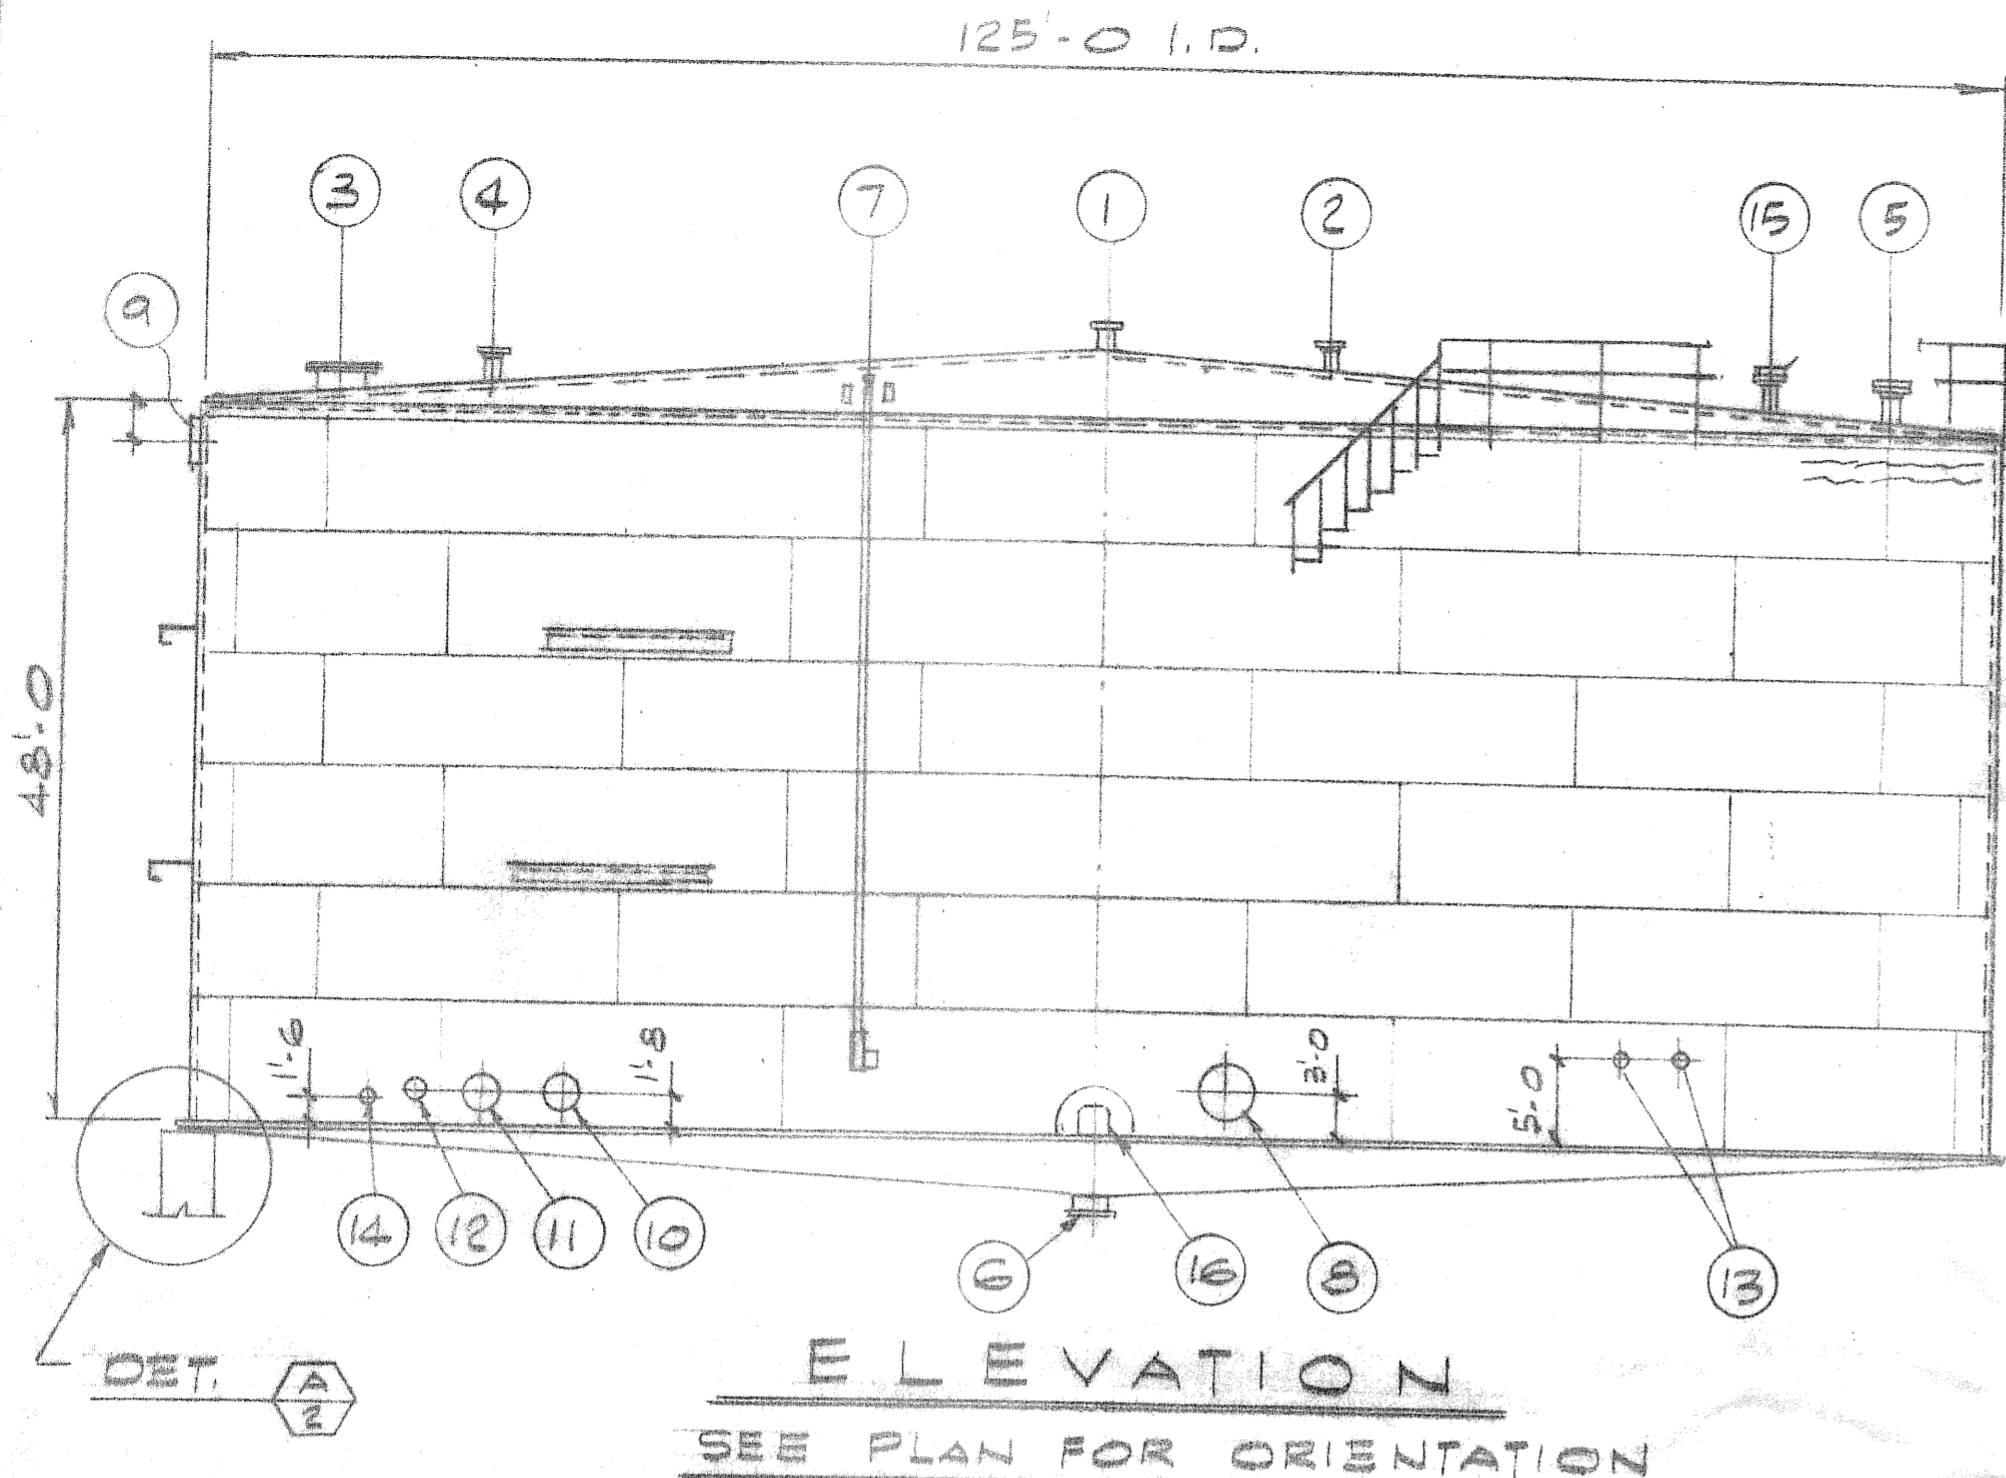 125'-0 I.D.
3 4 7 1 2 15 5
9
48'-0
1'-6
1'-8
3'-0
5'-0
14 12 11 10 6 16 8 13
DET. A
2
ELEVATION
SEE PLAN FOR ORIENTATION